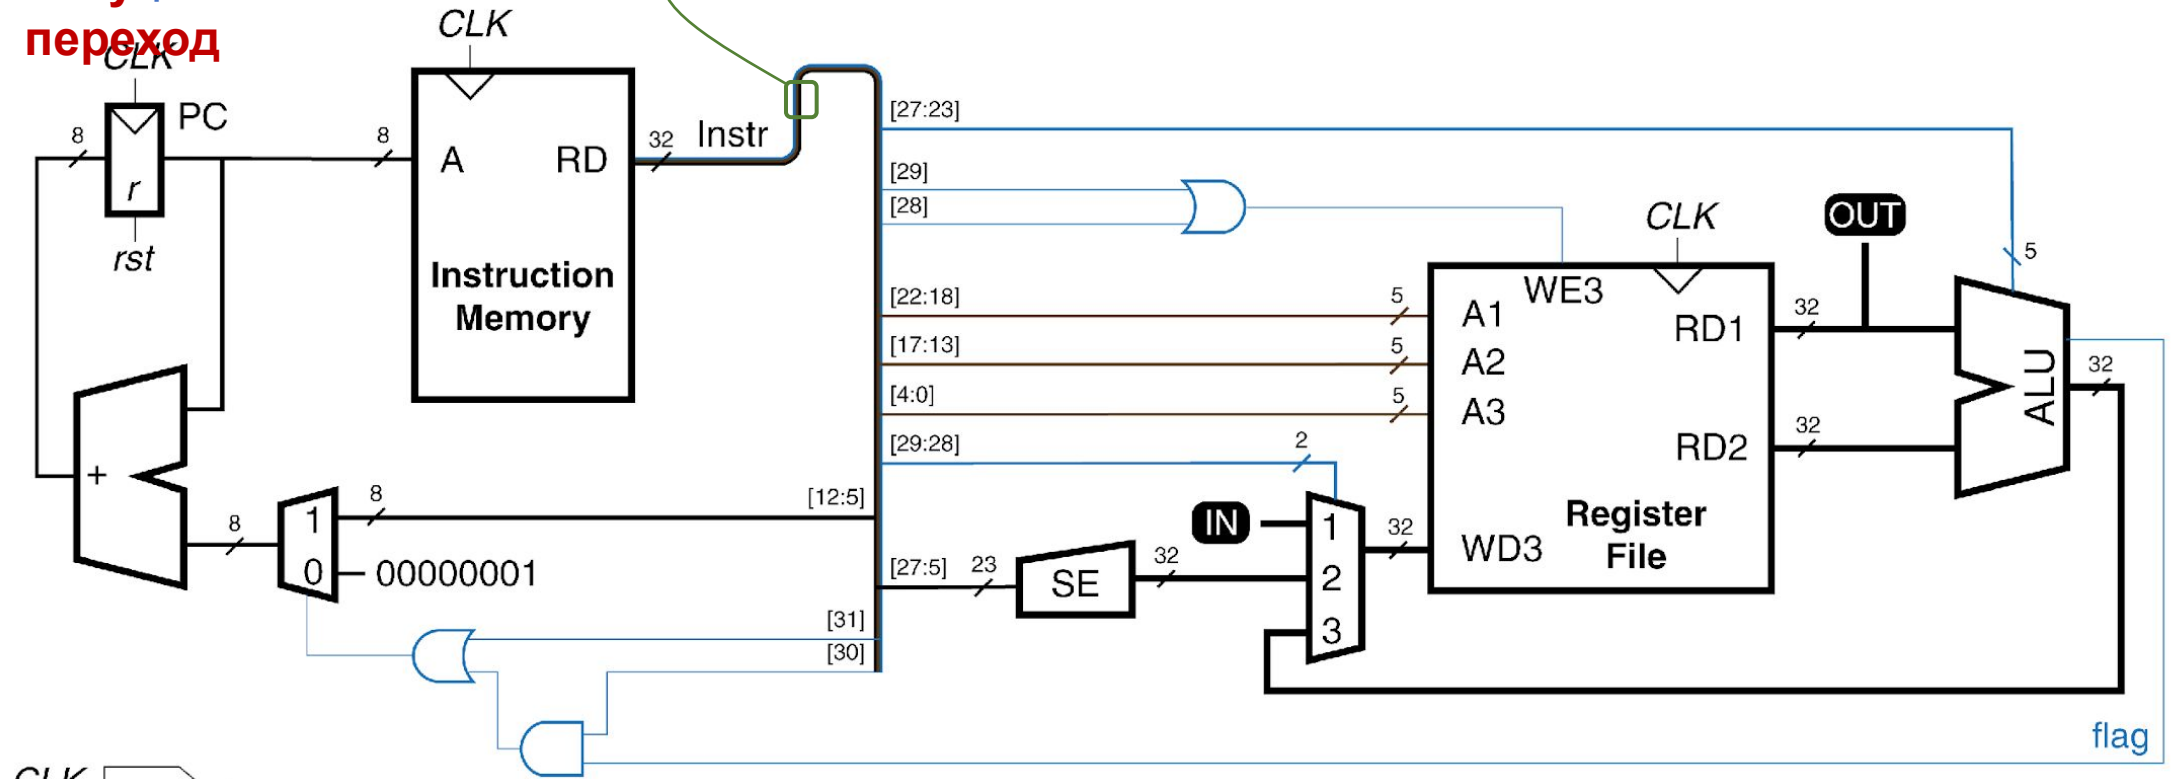 переход
CLK
CLK
PC
8
r
rst
8
A
RD
Instruction
Memory
32
Instr
[27:23]
[29]
[28]
[22:18]
5
[17:13]
5
[4:0]
5
[29:28]
2
[12:5]
8
[27:5]
23
[31]
[30]
+
8
1
0
00000001
SE
32
IN
1
2
3
32
CLK
WE3
A1
A2
A3
WD3
RD1
RD2
Register
File
32
32
OUT
5
ALU
32
flag
CLK